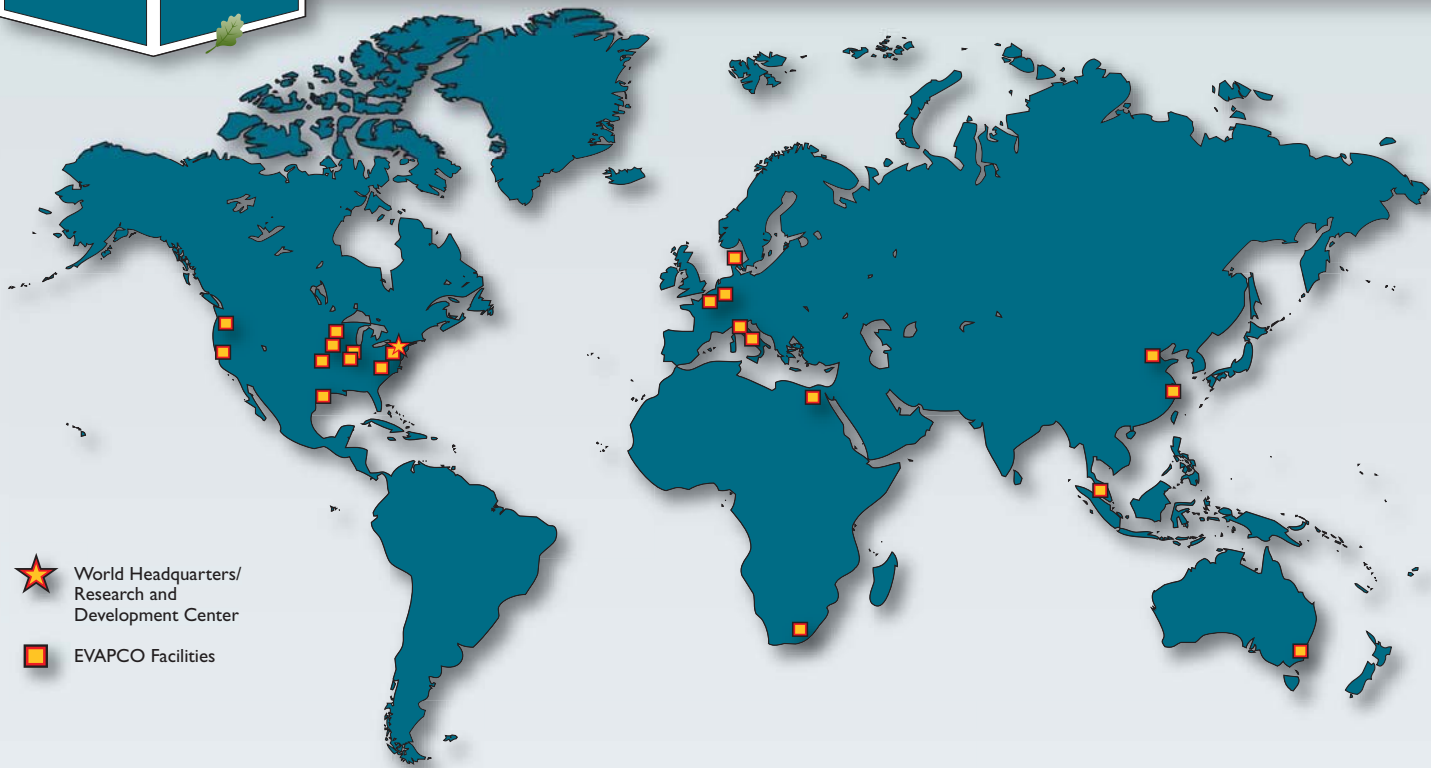 World Headquarters/
Research and
Development Center
EVAPCO Facilities